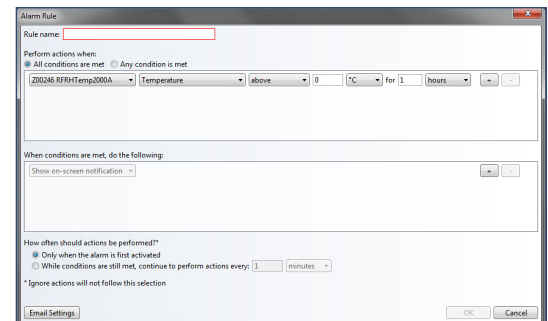 Alarm Rule
Rule name:
Perform actions when:
All conditions are met Any condition is met
Z00246 RFRHTemp2000A Temperature above 0 °C for 1 hours + -
When conditions are met, do the following:
Show on-screen notification + -
How often should actions be performed?*
Only when the alarm is first activated
While conditions are still met, continue to perform actions every: 1 minutes
* Ignore actions will not follow this selection
Email Settings OK Cancel